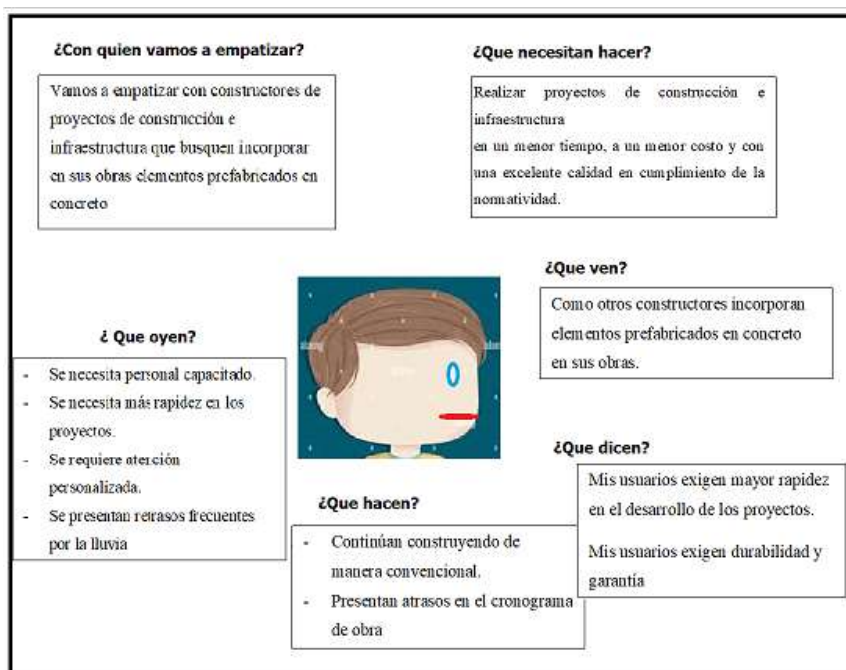 ¿Con quien vamos a empatizar?
Vamos a empatizar con constructores de
proyectos de construcción e
infraestructura que busquen incorporar
en sus obras elementos prefabricados en
concreto
¿Que necesitan hacer?
Realizar proyectos de construcción e
infraestructura
en un menor tiempo, a un menor costo y con
una excelente calidad en cumplimiento de la
normatividad.
¿Que ven?
Como otros constructores incorporan
elementos prefabricados en concreto
en sus obras.
¿ Que oyen?
- Se necesita personal capacitado.
- Se necesita más rapidez en los
proyectos.
- Se requiere atención
personalizada.
- Se presentan retrasos frecuentes
por la lluvia
¿Que dicen?
Mis usuarios exigen mayor rapidez
en el desarrollo de los proyectos.
Mis usuarios exigen durabilidad y
garantía
¿Que hacen?
- Continúan construyendo de
manera convencional.
- Presentan atrasos en el cronograma
de obra